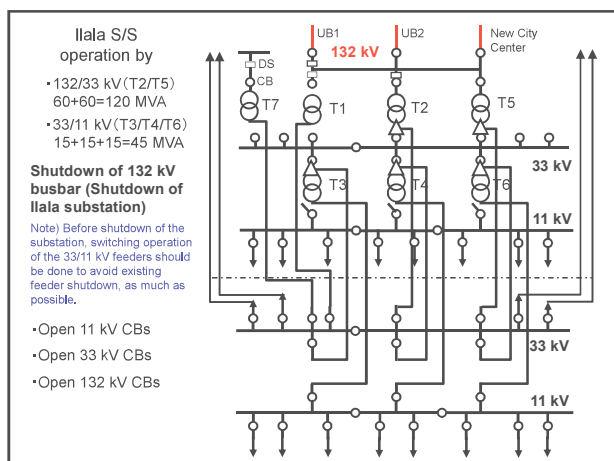 Ilala S/S
operation by
・132/33 kV(T2/T5)
60+60=120 MVA
・33/11 kV(T3/T4/T6)
15+15+15=45 MVA
Shutdown of 132 kV
busbar (Shutdown of
Ilala substation)
Note) Before shutdown of the
substation, switching operation
of the 33/11 kV feeders should
be done to avoid existing
feeder shutdown, as much as
possible.
・Open 11 kV CBs
・Open 33 kV CBs
・Open 132 kV CBs
UB1
UB2
New City
Center
132 kV
DS
CB
T7
T1
T2
T5
33 kV
T3
T4
T6
11 kV
33 kV
11 kV